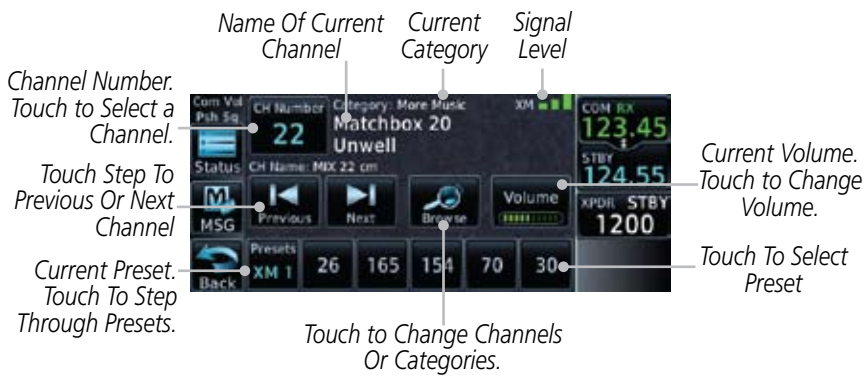 Name Of Current
Channel
Current
Category
Signal
Level
Channel Number.
Touch to Select a
Channel.
Touch Step To
Previous Or Next
Channel
Current Preset.
Touch To Step
Through Presets.
Com Vol
Psh Sq
Status
MSG
Back
CH Number
22
Category: More Music
XM
Matchbox 20
Unwell
CH Name: MIX 22 cm
Previous
Next
Browse
Volume
Presets
XM 1
26
165
154
70
30
COM RX
123.45
STBY
124.55
XPDR STBY
1200
Current Volume.
Touch to Change
Volume.
Touch To Select
Preset
Touch to Change Channels
Or Categories.